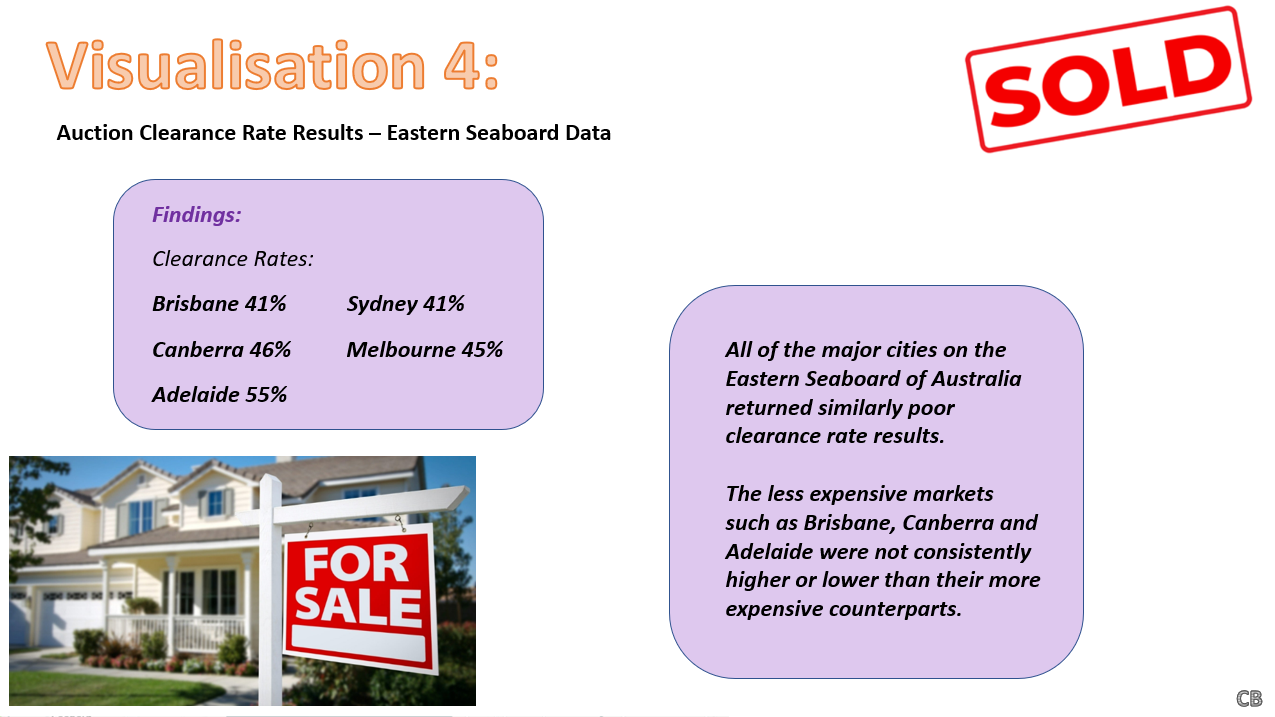 Visualisation 4:
SOLD
Auction Clearance Rate Results – Eastern Seaboard Data
Findings:
Clearance Rates:
Brisbane 41% Sydney 41%
Canberra 46% Melbourne 45%
Adelaide 55%
All of the major cities on the
Eastern Seaboard of Australia
returned similarly poor
clearance rate results.
The less expensive markets
such as Brisbane, Canberra and
Adelaide were not consistently
higher or lower than their more
expensive counterparts.
FOR
SALE
CB